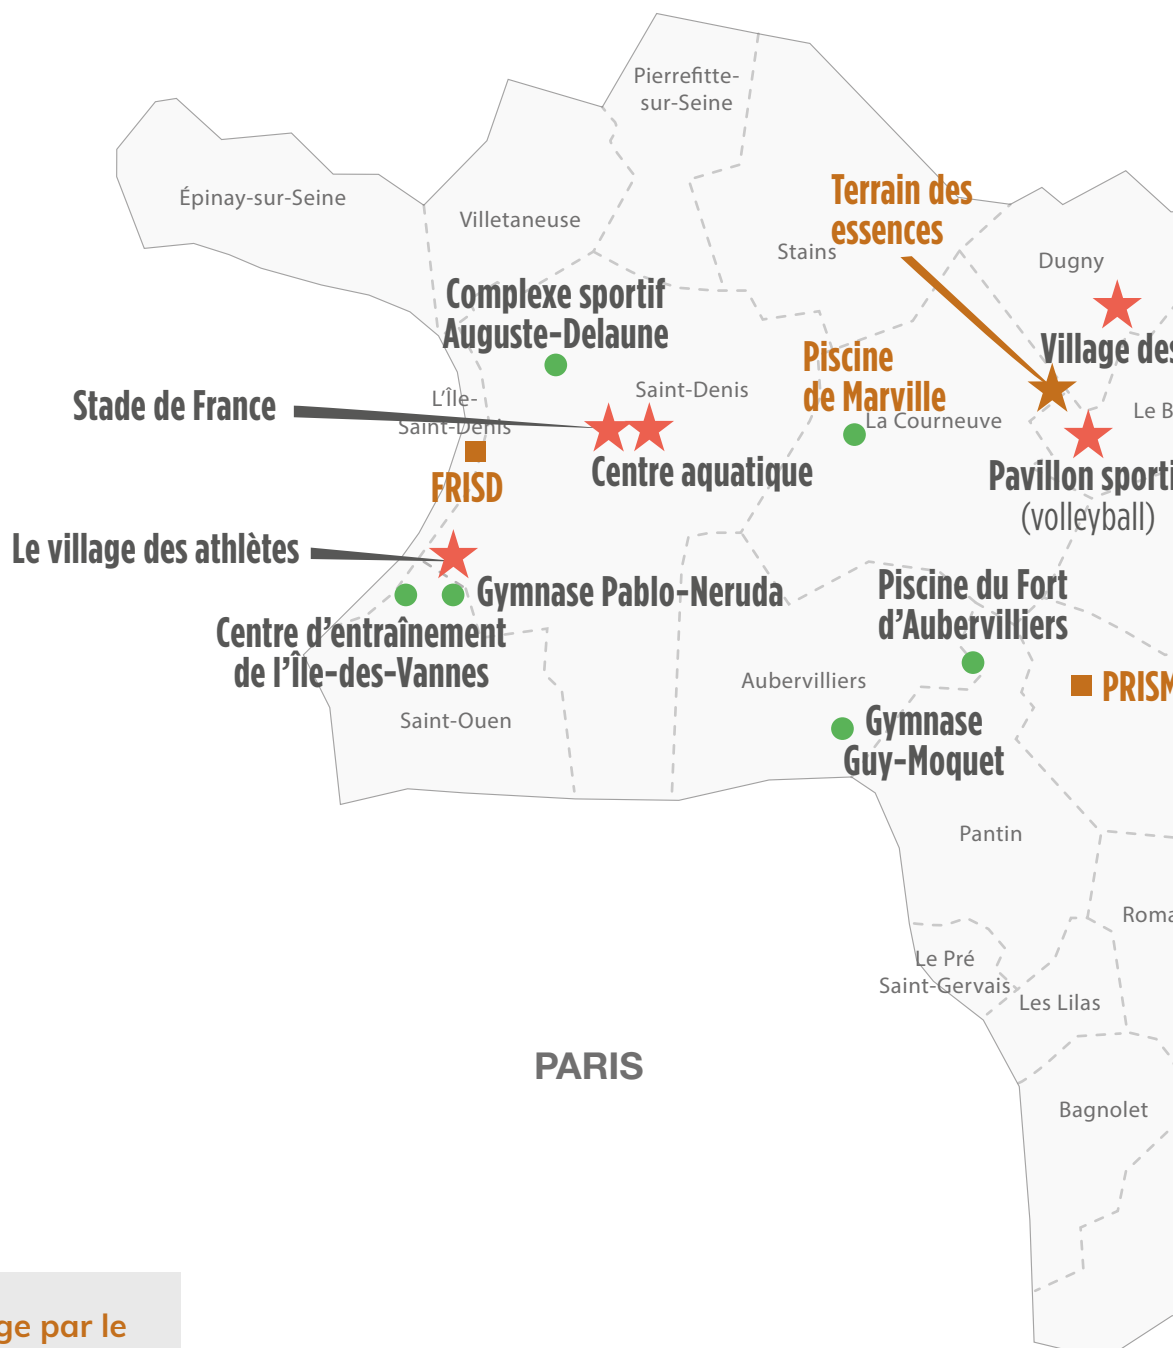 Pierrefitte-
sur-Seine
Épinay-sur-Seine
Villetaneuse
Terrain des
essences
Stains
Dugny
Complexe sportif
Auguste-Delaune
Village des
Piscine
de Marville
L'Île-
Saint-Denis
Saint-Denis
Stade de France
La Courneuve
Le B
Centre aquatique
FRISD
Pavillon sporti
(volleyball)
Le village des athlètes
Gymnase Pablo-Neruda
Piscine du Fort
d'Aubervilliers
Centre d'entraînement
de l'Île-des-Vannes
Aubervilliers
PRISM
Saint-Ouen
Gymnase
Guy-Moquet
Pantin
Roma
Le Pré
Saint-Gervais
Les Lilas
PARIS
Bagnolet
ge par le